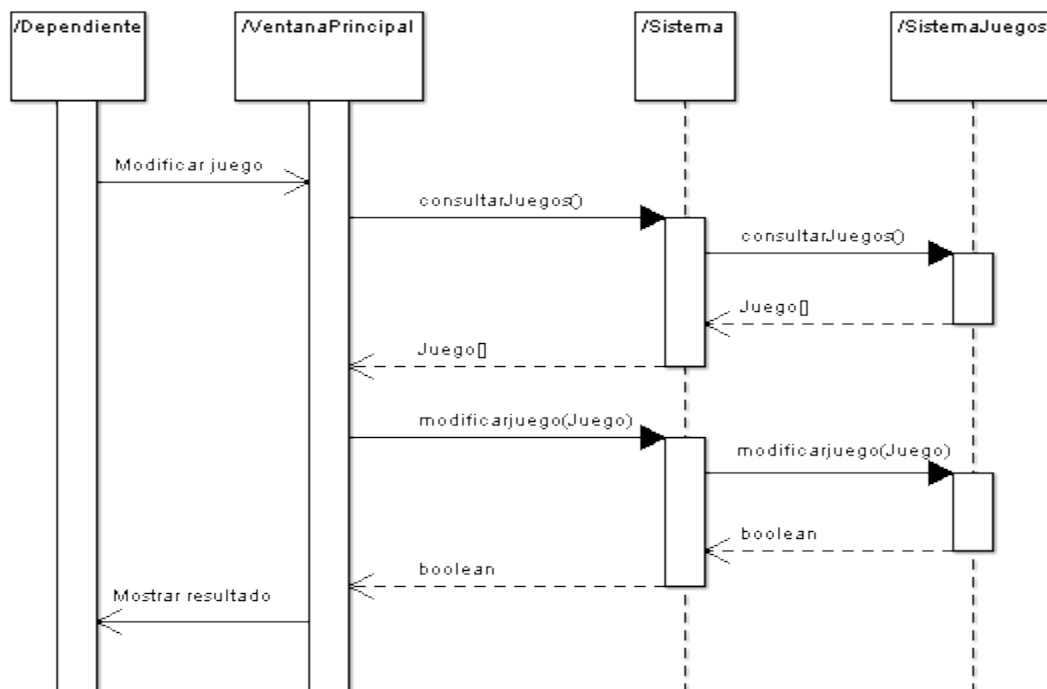 /Dependiente
/VentanaPrincipal
/Sistema
/SistemaJuegos
Modificar juego
consultarJuegos()
consultarJuegos()
Juego[]
Juego[]
modificarjuego(Juego)
modificarjuego(Juego)
boolean
boolean
Mostrar resultado